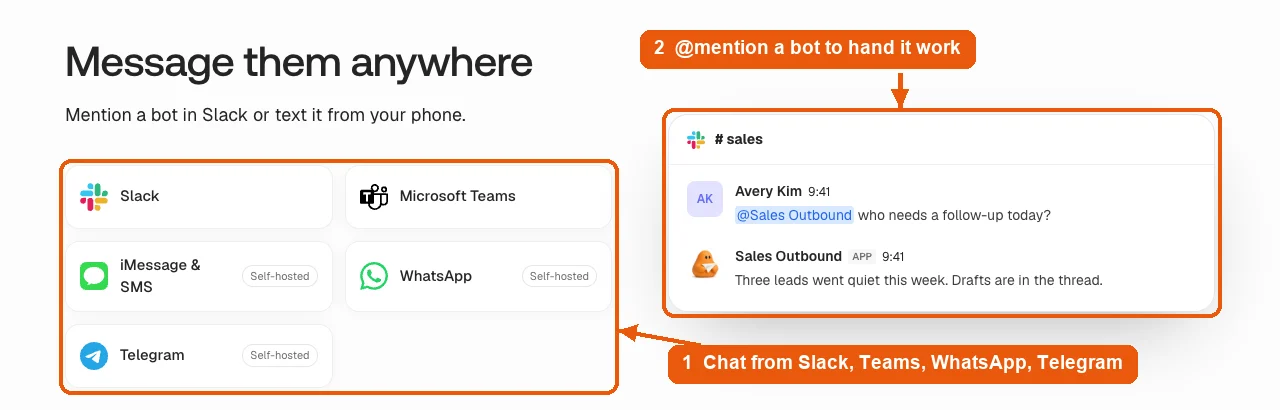 Message them anywhere
Mention a bot in Slack or text it from your phone.
Slack
Microsoft Teams
iMessage &
SMS
Self-hosted
WhatsApp
Self-hosted
Telegram
Self-hosted
2 @mention a bot to hand it work
# sales
AK
Avery Kim 9:41
@Sales Outbound who needs a follow-up today?
Sales Outbound APP 9:41
Three leads went quiet this week. Drafts are in the thread.
1 Chat from Slack, Teams, WhatsApp, Telegram